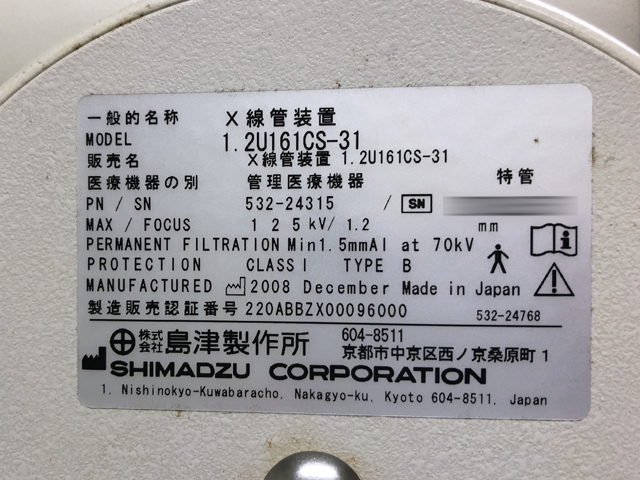 一般的名称 X線管装置
MODEL 1.2U161CS-31
販売名 X線管装置 1.2U161CS-31
医療機器の別 管理医療機器 特管
PN / SN 532-24315 / SN
MAX / FOCUS 125kV/ 1.2 mm
PERMANENT FILTRATION Min1.5mmAl at 70kV
PROTECTION CLASS I TYPE B
MANUFACTURED 2008 December Made in Japan
製造販売認証番号 220ABBZX00096000 532-24768
株式会社 島津製作所 604-8511
京都市中京区西ノ京桑原町1
SHIMADZU CORPORATION
1, Nishinokyo-Kuwabaracho, Nakagyo-ku, Kyoto 604-8511, Japan